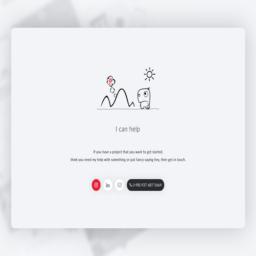 I can help
If you have a project that you want to get started,
think you need my help with something or just fancy saying hey, then get in touch.